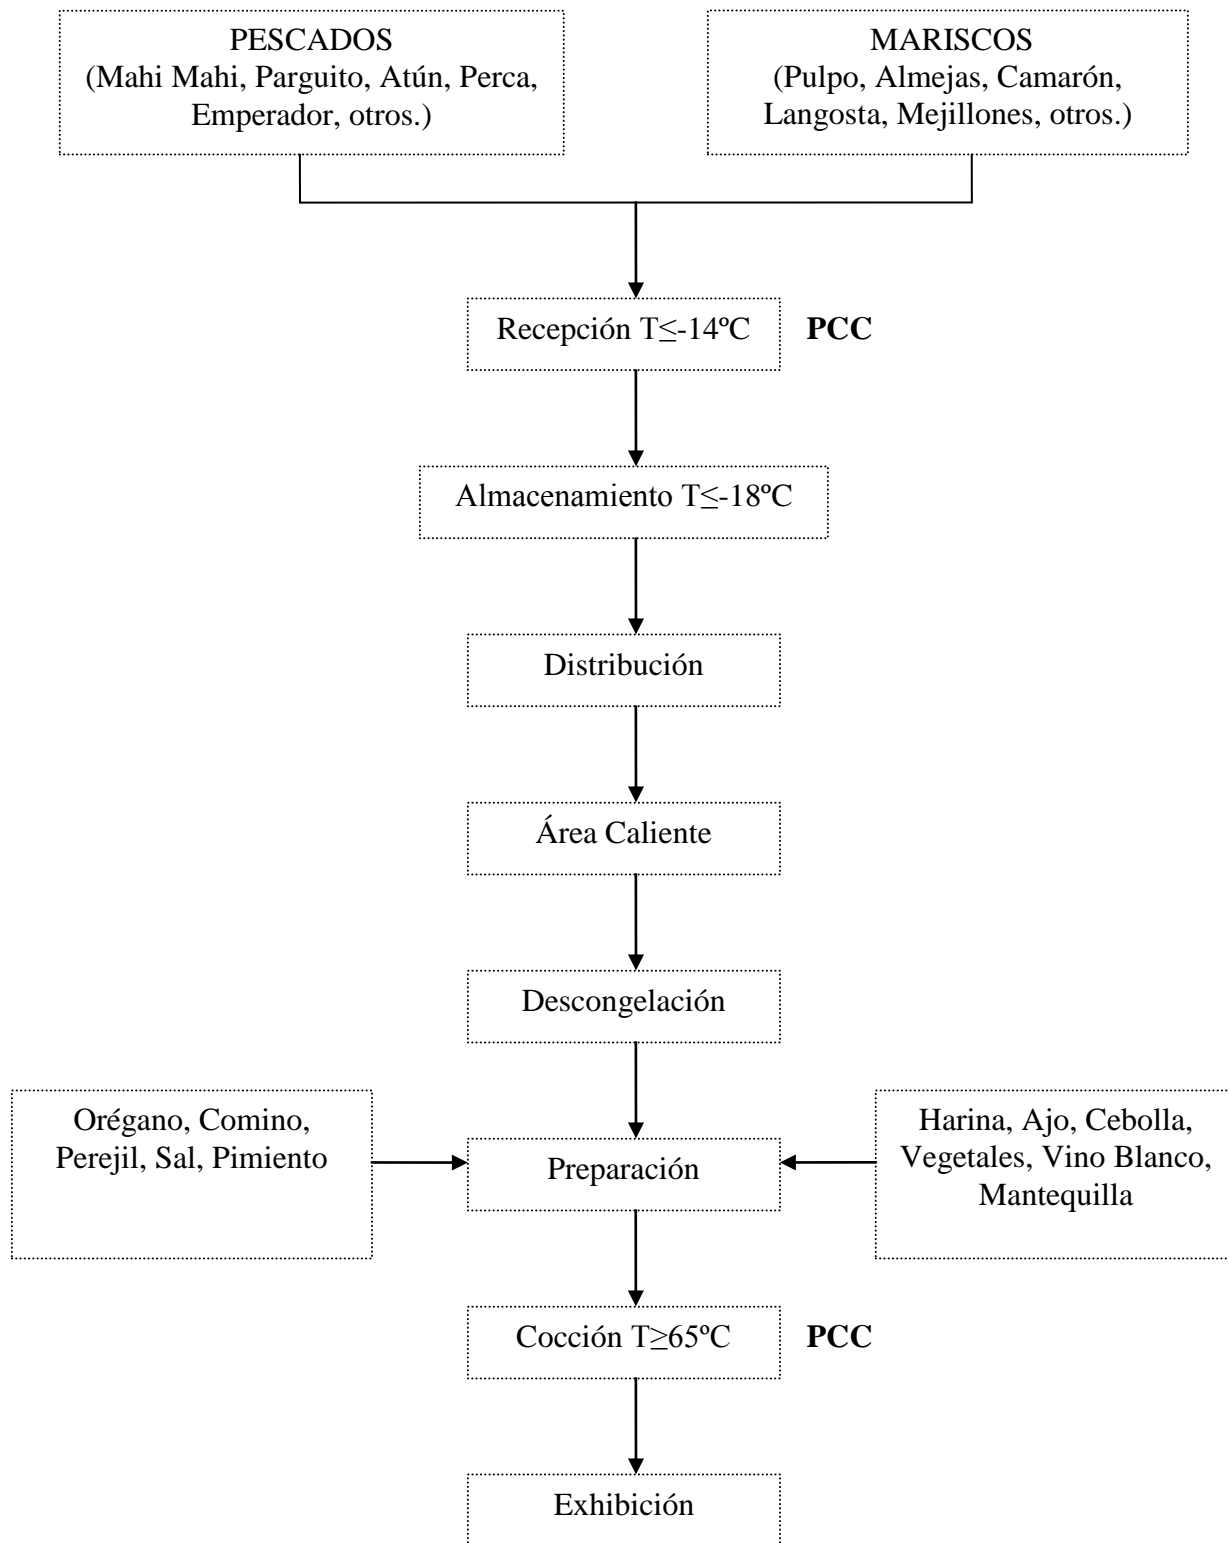 PESCADOS
(Mahi Mahi, Parguito, Atún, Perca,
Emperador, otros.)
MARISCOS
(Pulpo, Almejas, Camarón,
Langosta, Mejillones, otros.)
Recepción T≤-14ºC PCC
Almacenamiento T≤-18ºC
Distribución
Área Caliente
Descongelación
Orégano, Comino,
Perejil, Sal, Pimiento
Preparación
Harina, Ajo, Cebolla,
Vegetales, Vino Blanco,
Mantequilla
Cocción T≥65ºC PCC
Exhibición